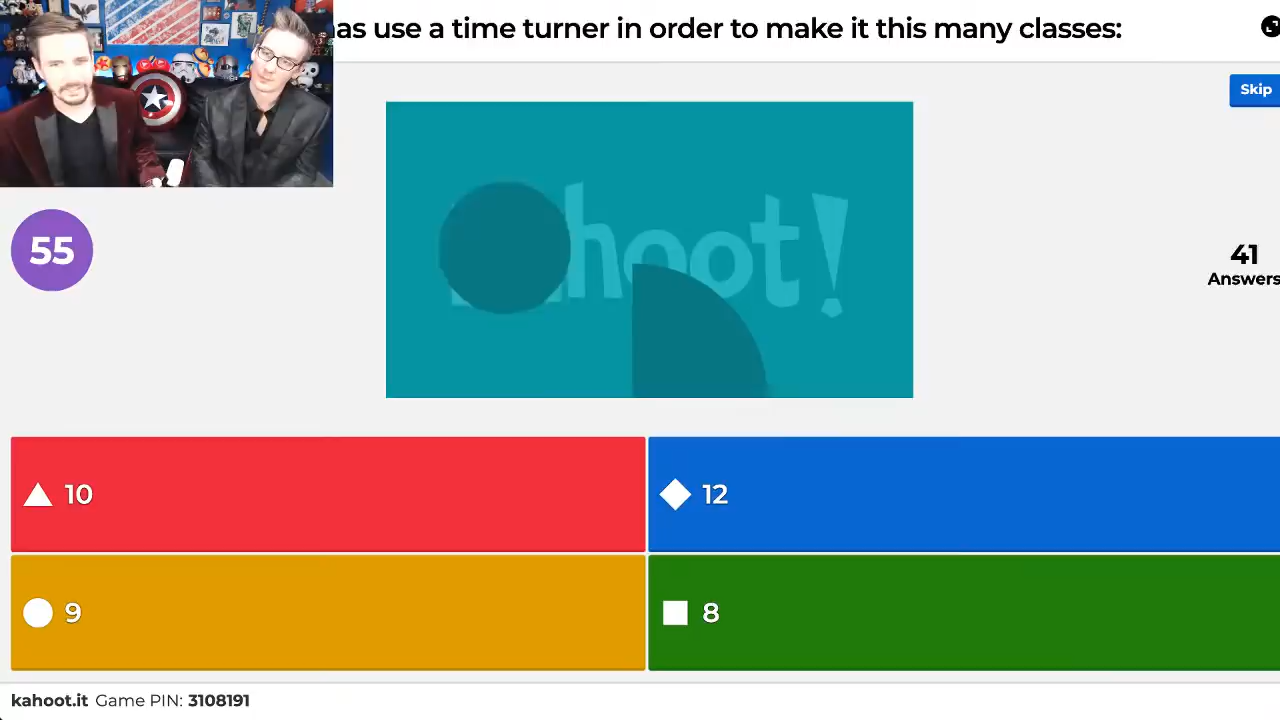 as use a time turner in order to make it this many classes:
Skip
55
hoot!
41
Answers
10
12
9
8
kahoot.it Game PIN: 3108191